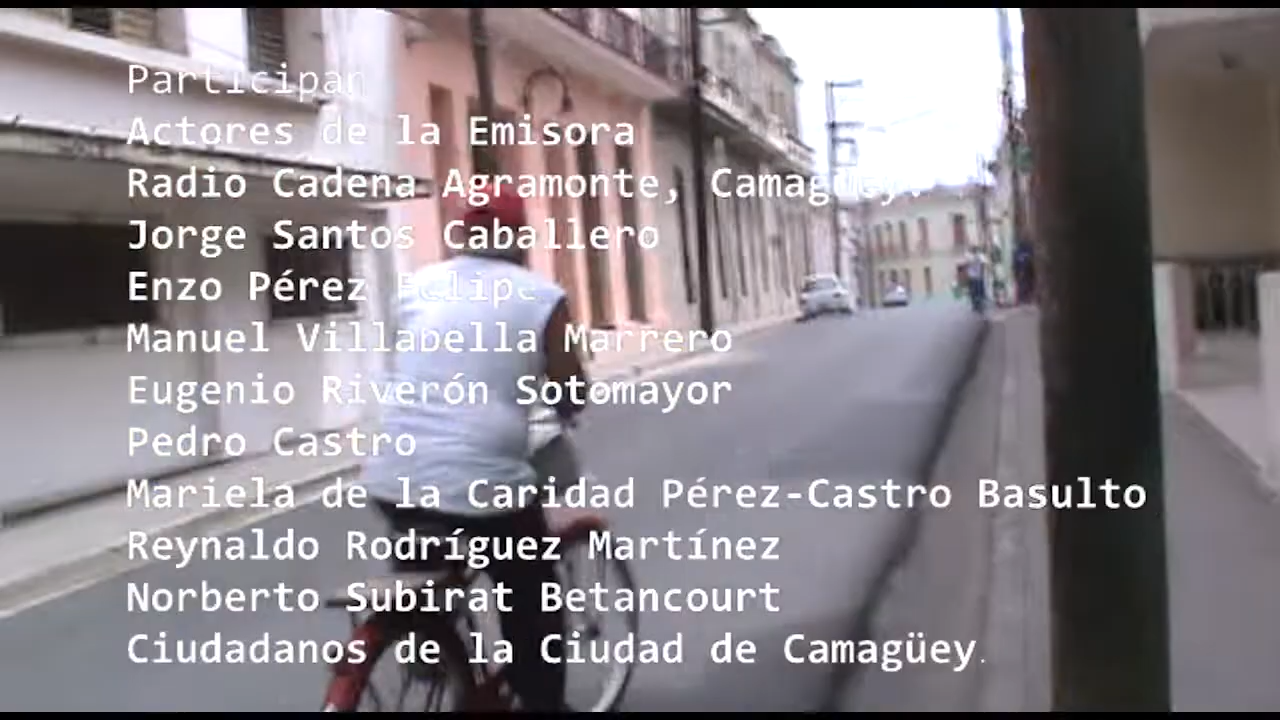 Participan
Actores de la Emisora
Radio Cadena Agramonte, Camagüey.
Jorge Santos Caballero
Enzo Pérez Felipe
Manuel Villabella Marrero
Eugenio Riverón Sotomayor
Pedro Castro
Mariela de la Caridad Pérez-Castro Basulto
Reynaldo Rodríguez Martínez
Norberto Subirat Betancourt
Ciudadanos de la Ciudad de Camagüey.